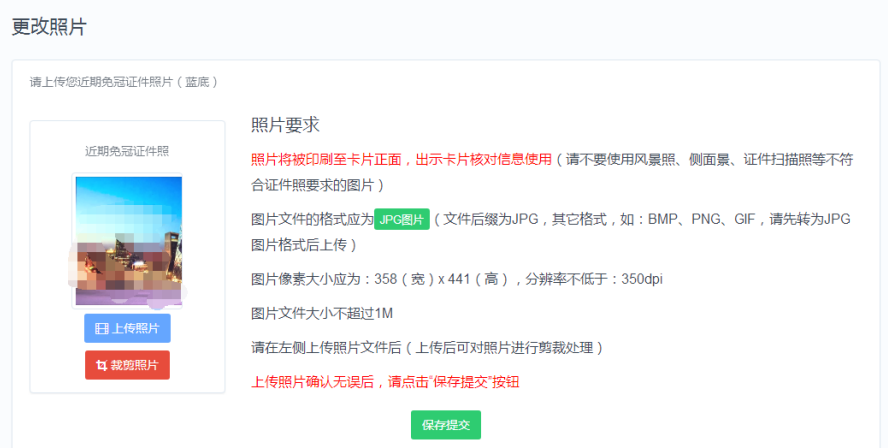 更改照片
请上传您近期免冠证件照片（蓝底）
近期免冠证件照
上传照片
裁剪照片
照片要求
照片将被印刷至卡片正面，出示卡片核对信息使用（请不要使用风景照、侧面景、证件扫描照等不符
合证件照要求的图片）
图片文件的格式应为JPG图片（文件后缀为JPG，其它格式，如：BMP、PNG、GIF，请先转为JPG
图片格式后上传）
图片像素大小应为：358（宽）x 441（高），分辨率不低于：350dpi
图片文件大小不超过1M
请在左侧上传照片文件后（上传后可对照片进行剪裁处理）
上传照片确认无误后，请点击"保存提交"按钮
保存提交